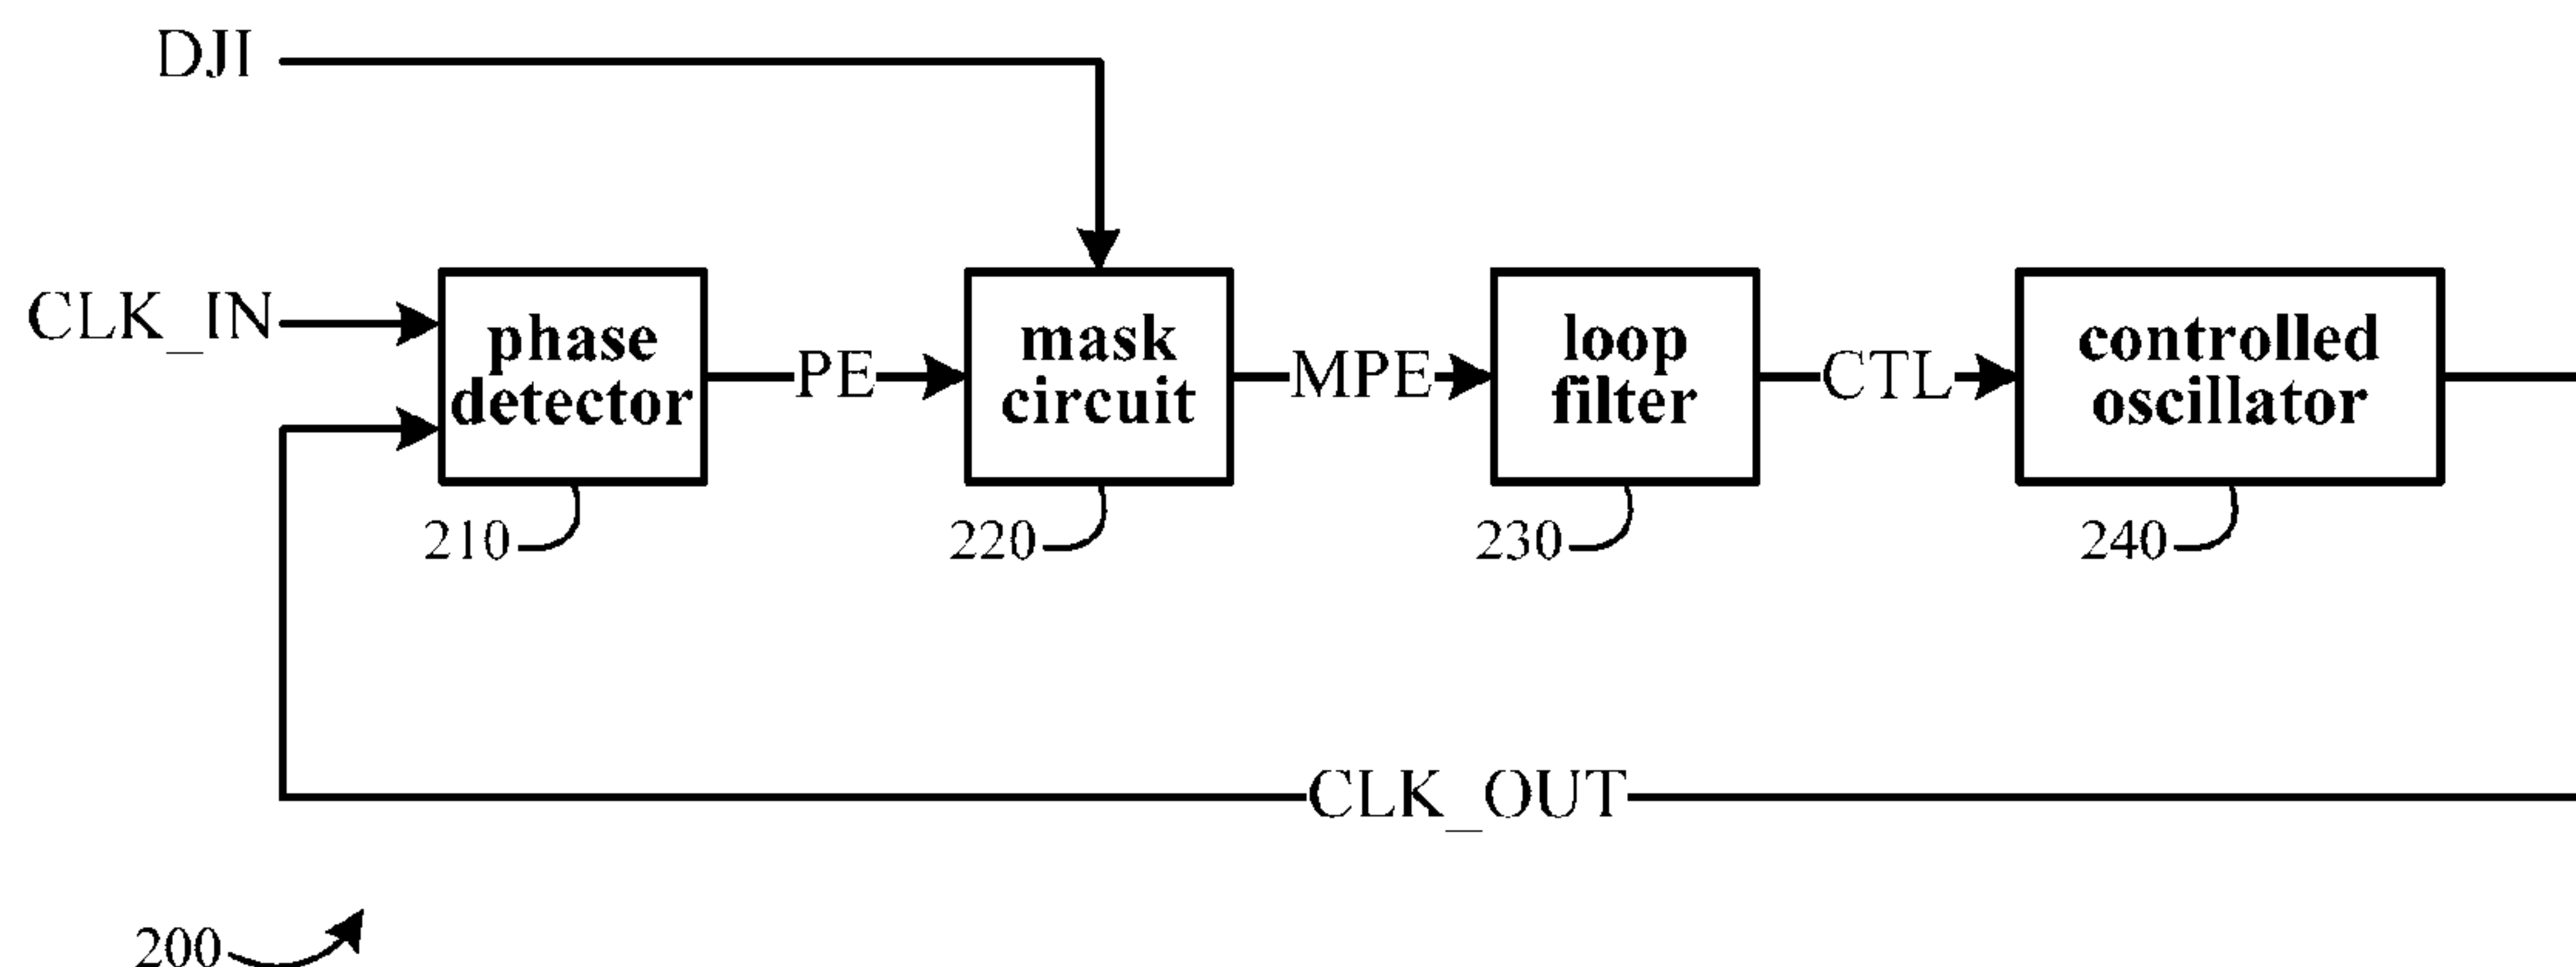 DJI
CLK_IN
phase
detector
PE
mask
circuit
MPE
loop
filter
CTL
controlled
oscillator
210
220
230
240
CLK_OUT
200